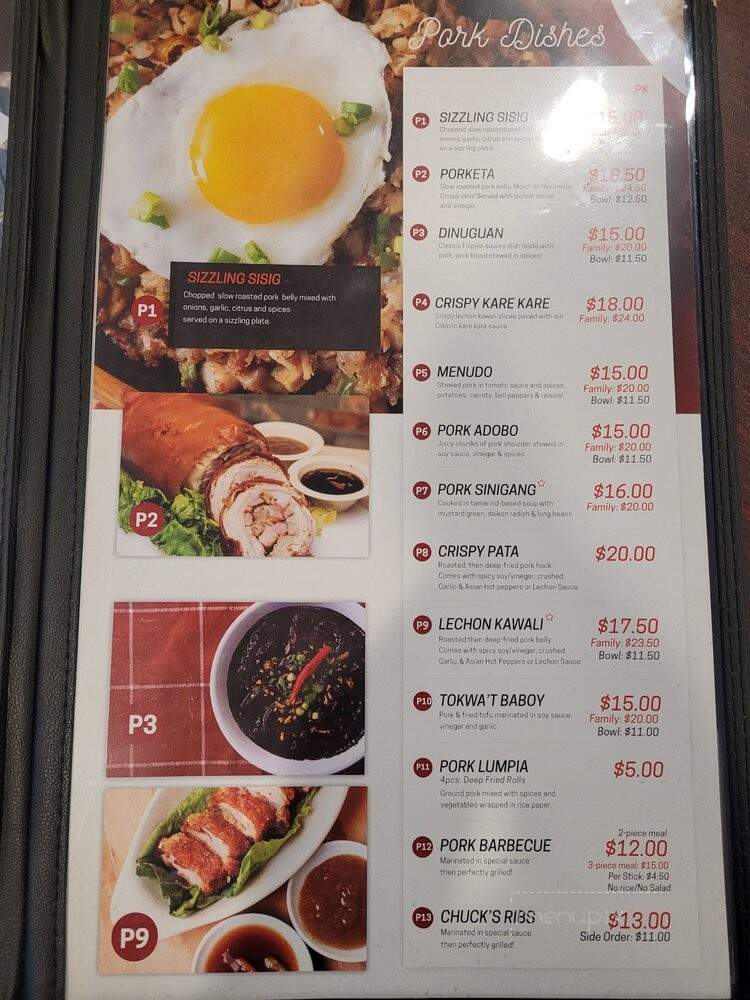 Pork Dishes
PK
P1 SIZZLING SISIG
Chopped slow roasted pork
onions, garlic, citrus and
on a sizzling plate.
P2 PORKETA $18.50
Slow roasted pork belly. Moist on the inside Family: $24.50
Crispy skin! Served with lechon sauce Bowl: $12.50
and vinegar.
P3 DINUGUAN $15.00
Classic Filipino savory dish made with Family: $20.00
pork, pork blood stewed in spices! Bowl: $11.50
P4 CRISPY KARE KARE $18.00
Crispy lechon kawali slices paired with our Family: $24.00
Classic kare kare sauce
P5 MENUDO $15.00
Stewed pork in tomato sauce and spices, Family: $20.00
potatoes, carrots, bell peppers & raisins! Bowl: $11.50
P6 PORK ADOBO $15.00
Juicy chunks of pork shoulder stewed in Family: $20.00
soy sauce, vinegar & spices. Bowl: $11.50
P7 PORK SINIGANG $16.00
Cooked in tamarind-based soup with Family: $20.00
mustard green, daikon radish & long beans.
P8 CRISPY PATA $20.00
Roasted, then deep fried pork hock.
Comes with spicy soy/vinegar, crushed
Garlic & Asian hot peppers or Lechon Sauce
P9 LECHON KAWALI $17.50
Roasted then deep-fried pork belly. Family: $23.50
Comes with spicy soy/vinegar, crushed Bowl: $11.50
Garlic & Asian Hot Peppers or Lechon Sauce
P10 TOKWA'T BABOY $15.00
Pork & fried tofu marinated in soy sauce, Family: $20.00
vinegar and garlic. Bowl: $11.00
P11 PORK LUMPIA $5.00
4pcs. Deep Fried Rolls
Ground pork mixed with spices and
vegetables wrapped in rice paper.
2-piece meal
P12 PORK BARBECUE $12.00
Marinated in special sauce 3-piece meal: $15.00
then perfectly grilled! Per Stick: $4.50
No rice/No Salad
P13 CHUCK'S RIBS $13.00
Marinated in special sauce Side Order: $11.00
then perfectly grilled!
SIZZLING SISIG
P1 Chopped slow roasted pork belly mixed with
onions, garlic, citrus and spices
served on a sizzling plate.
P2
P3
P9